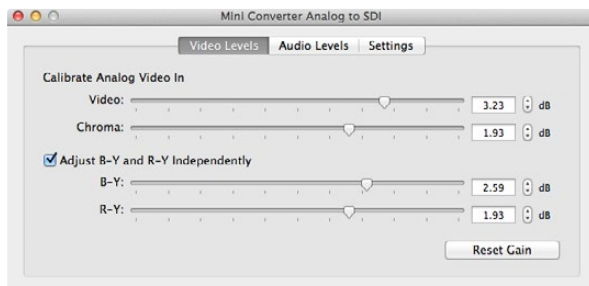 Mini Converter Analog to SDI
Video Levels Audio Levels Settings
Calibrate Analog Video In
Video: 3.23 dB
Chroma: 1.93 dB
Adjust B-Y and R-Y Independently
B-Y: 2.59 dB
R-Y: 1.93 dB
Reset Gain